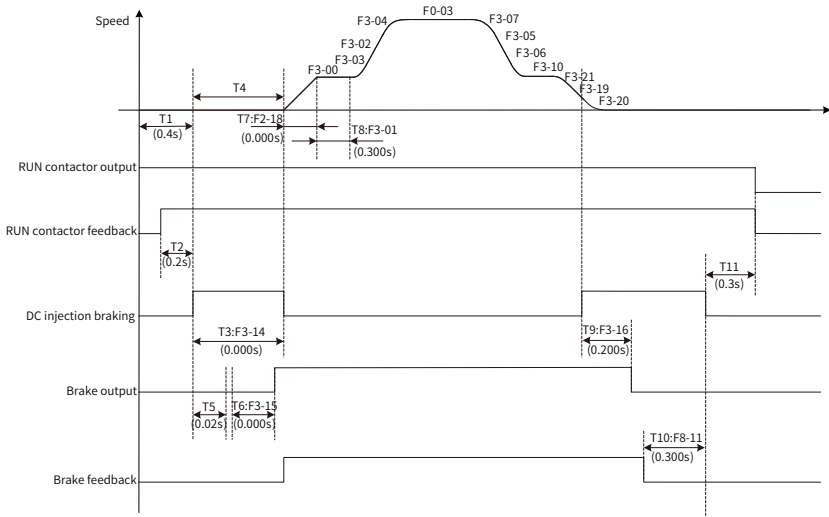 Speed
F3-04
F0-03
F3-07
F3-02
F3-05
F3-03
F3-06
F3-00
F3-10
F3-21
F3-19
F3-20
T4
T1
(0.4s)
T7:F2-18
(0.000s)
T8:F3-01
(0.300s)
RUN contactor output
RUN contactor feedback
T2
(0.2s)
T11
(0.3s)
DC injection braking
T3:F3-14
(0.000s)
T9:F3-16
(0.200s)
Brake output
T5
(0.02s)
T6:F3-15
(0.000s)
T10:F8-11
(0.300s)
Brake feedback